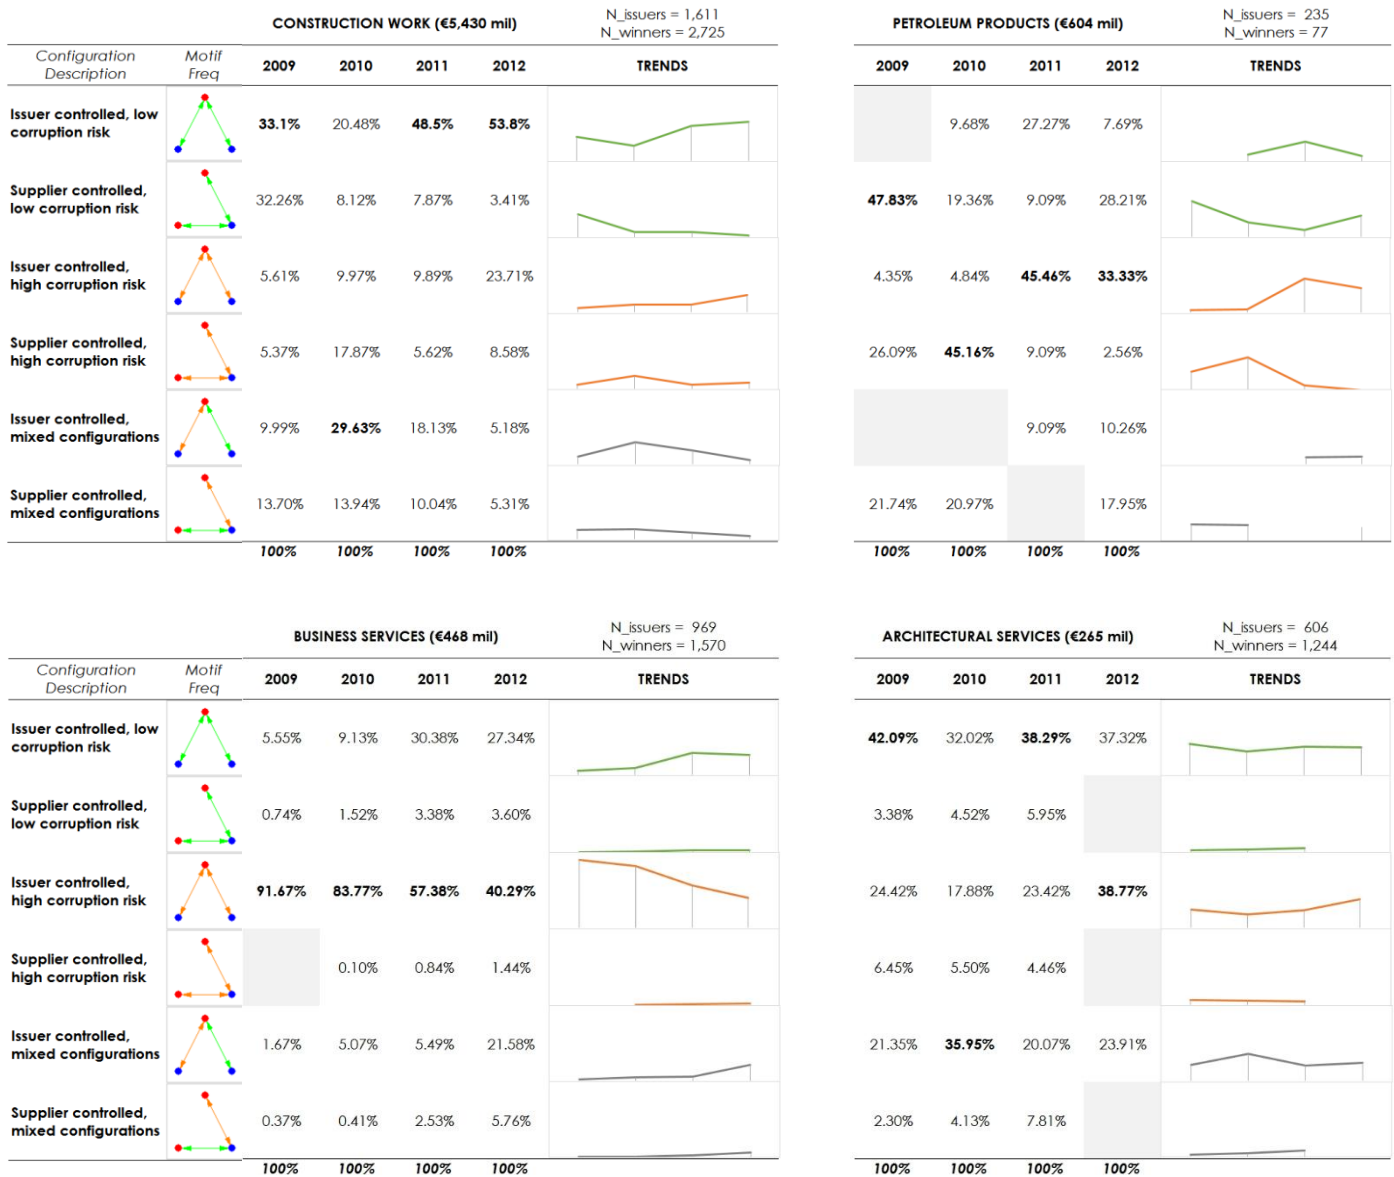 CONSTRUCTION WORK (€5,430 mil)
N_issuers = 1,611
N_winners = 2,725
Configuration Description
Motif Freq
2009 2010 2011 2012 TRENDS
Issuer controlled, low corruption risk
33.1% 20.48% 48.5% 53.8%
Supplier controlled, low corruption risk
32.26% 8.12% 7.87% 3.41%
Issuer controlled, high corruption risk
5.61% 9.97% 9.89% 23.71%
Supplier controlled, high corruption risk
5.37% 17.87% 5.62% 8.58%
Issuer controlled, mixed configurations
9.99% 29.63% 18.13% 5.18%
Supplier controlled, mixed configurations
13.70% 13.94% 10.04% 5.31%
100% 100% 100% 100%
PETROLEUM PRODUCTS (€604 mil)
N_issuers = 235
N_winners = 77
2009 2010 2011 2012 TRENDS
9.68% 27.27% 7.69%
47.83% 19.36% 9.09% 28.21%
4.35% 4.84% 45.46% 33.33%
26.09% 45.16% 9.09% 2.56%
9.09% 10.26%
21.74% 20.97% 17.95%
100% 100% 100% 100%
BUSINESS SERVICES (€468 mil)
N_issuers = 969
N_winners = 1,570
Configuration Description
Motif Freq
2009 2010 2011 2012 TRENDS
Issuer controlled, low corruption risk
5.55% 9.13% 30.38% 27.34%
Supplier controlled, low corruption risk
0.74% 1.52% 3.38% 3.60%
Issuer controlled, high corruption risk
91.67% 83.77% 57.38% 40.29%
Supplier controlled, high corruption risk
0.10% 0.84% 1.44%
Issuer controlled, mixed configurations
1.67% 5.07% 5.49% 21.58%
Supplier controlled, mixed configurations
0.37% 0.41% 2.53% 5.76%
100% 100% 100% 100%
ARCHITECTURAL SERVICES (€265 mil)
N_issuers = 606
N_winners = 1,244
2009 2010 2011 2012 TRENDS
42.09% 32.02% 38.29% 37.32%
3.38% 4.52% 5.95%
24.42% 17.88% 23.42% 38.77%
6.45% 5.50% 4.46%
21.35% 35.95% 20.07% 23.91%
2.30% 4.13% 7.81%
100% 100% 100% 100%